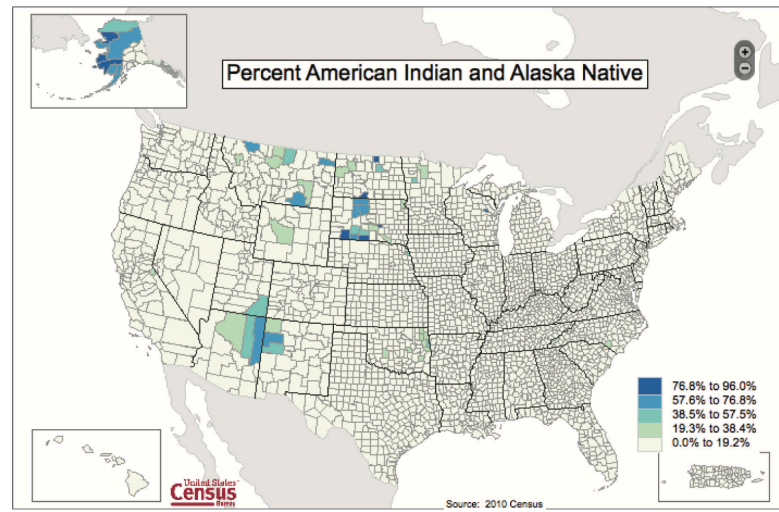 Percent American Indian and Alaska Native
76.8% to 96.0%
57.6% to 76.8%
38.5% to 57.5%
19.3% to 38.4%
0.0% to 19.2%
United States®
Census
Bureau
Source: 2010 Census